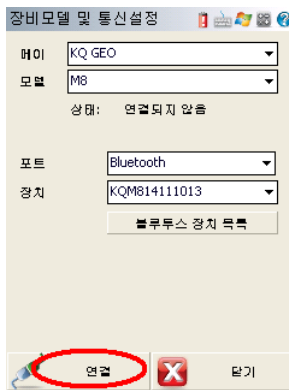 장비모델 및 통신설정
메이 KQ GEO
모델 M8
상태: 연결되지 않음
포트 Bluetooth
장치 KQM814111013
블루투스 장치 목록
연결 닫기